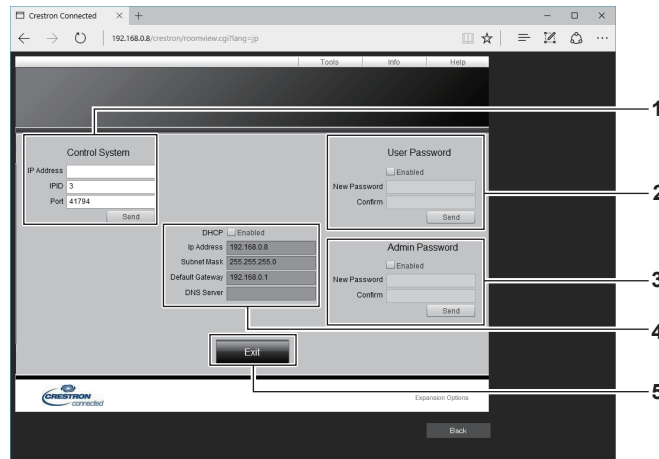 Crestron Connected
192.168.0.8/crestron/roomview.cgi?lang=jp
Tools Info Help
1
Control System
IP Address
IPID 3
Port 41794
Send
User Password
Enabled
New Password
Confirm
Send
2
DHCP Enabled
Ip Address 192.168.0.8
Subnet Mask 255.255.255.0
Default Gateway 192.168.0.1
DNS Server
Admin Password
Enabled
New Password
Confirm
Send
3
4
Exit
5
CRESTRON
connected
Expansion Options
Back